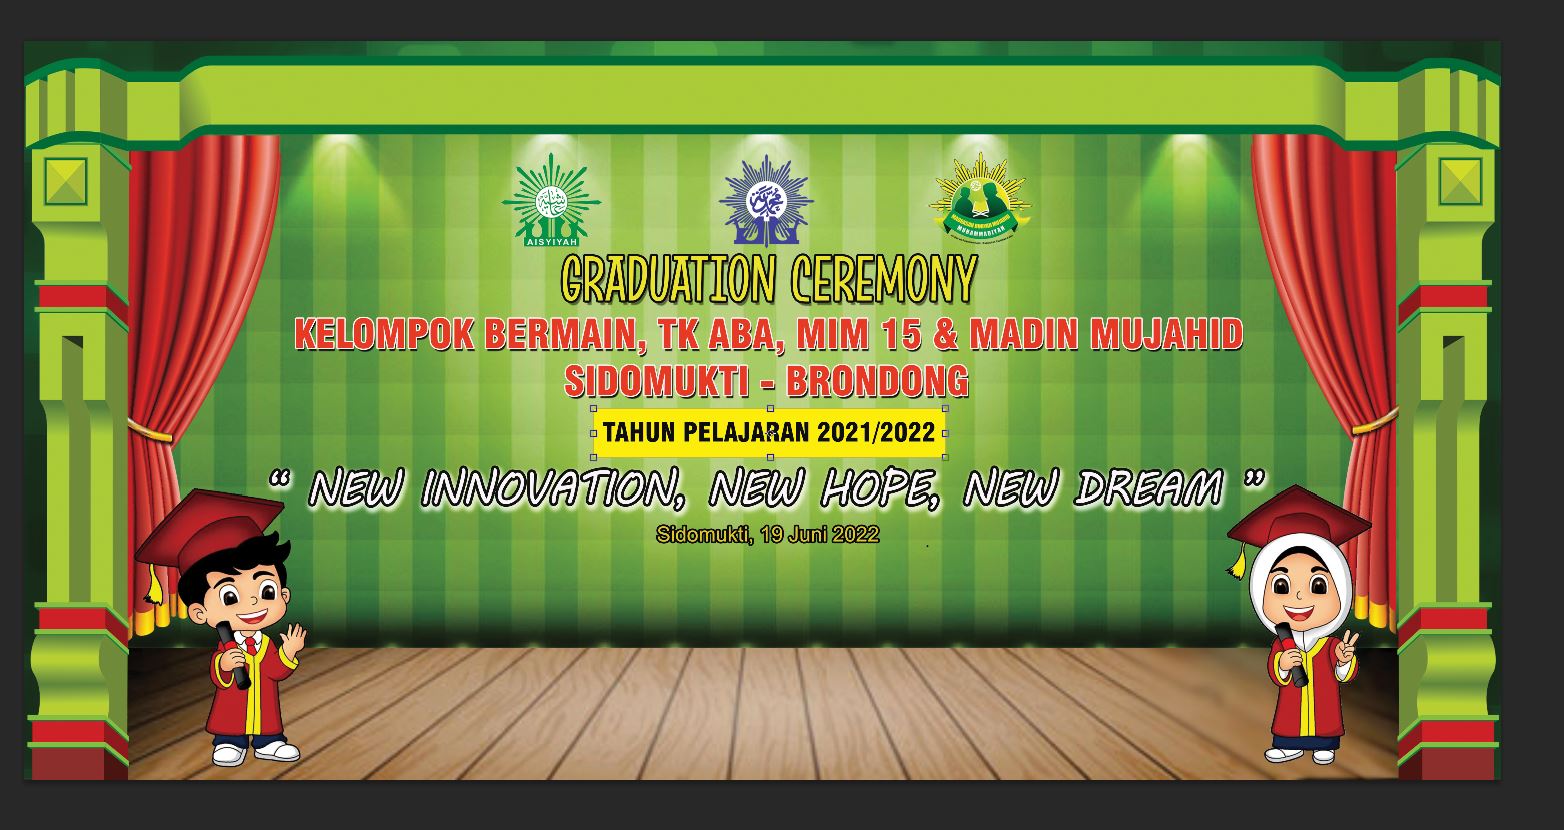 AISYIYAH
MUHAMMADIYAH
GRADUATION CEREMONY
KELOMPOK BERMAIN, TK ABA, MIM 15 & MADIN MUJAHID
SIDOMUKTI - BRONDONG
TAHUN PELAJARAN 2021/2022
“ NEW INNOVATION, NEW HOPE, NEW DREAM ”
Sidomukti, 19 Juni 2022